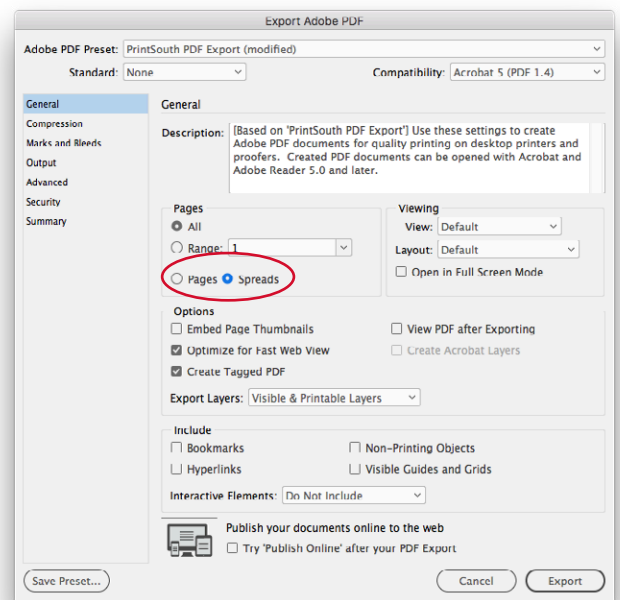 Export Adobe PDF
Adobe PDF Preset: PrintSouth PDF Export (modified)
Standard: None Compatibility: Acrobat 5 (PDF 1.4)
General
Compression
Marks and Bleeds
Output
Advanced
Security
Summary
General
Description: [Based on 'PrintSouth PDF Export'] Use these settings to create
Adobe PDF documents for quality printing on desktop printers and
proofers. Created PDF documents can be opened with Acrobat and
Adobe Reader 5.0 and later.
Pages
All
Range: 1
Pages Spreads
Viewing
View: Default
Layout: Default
Open in Full Screen Mode
Options
Embed Page Thumbnails View PDF after Exporting
Optimize for Fast Web View Create Acrobat Layers
Create Tagged PDF
Export Layers: Visible & Printable Layers
Include
Bookmarks Non-Printing Objects
Hyperlinks Visible Guides and Grids
Interactive Elements: Do Not Include
Publish your documents online to the web
Try 'Publish Online' after your PDF Export
Save Preset... Cancel Export